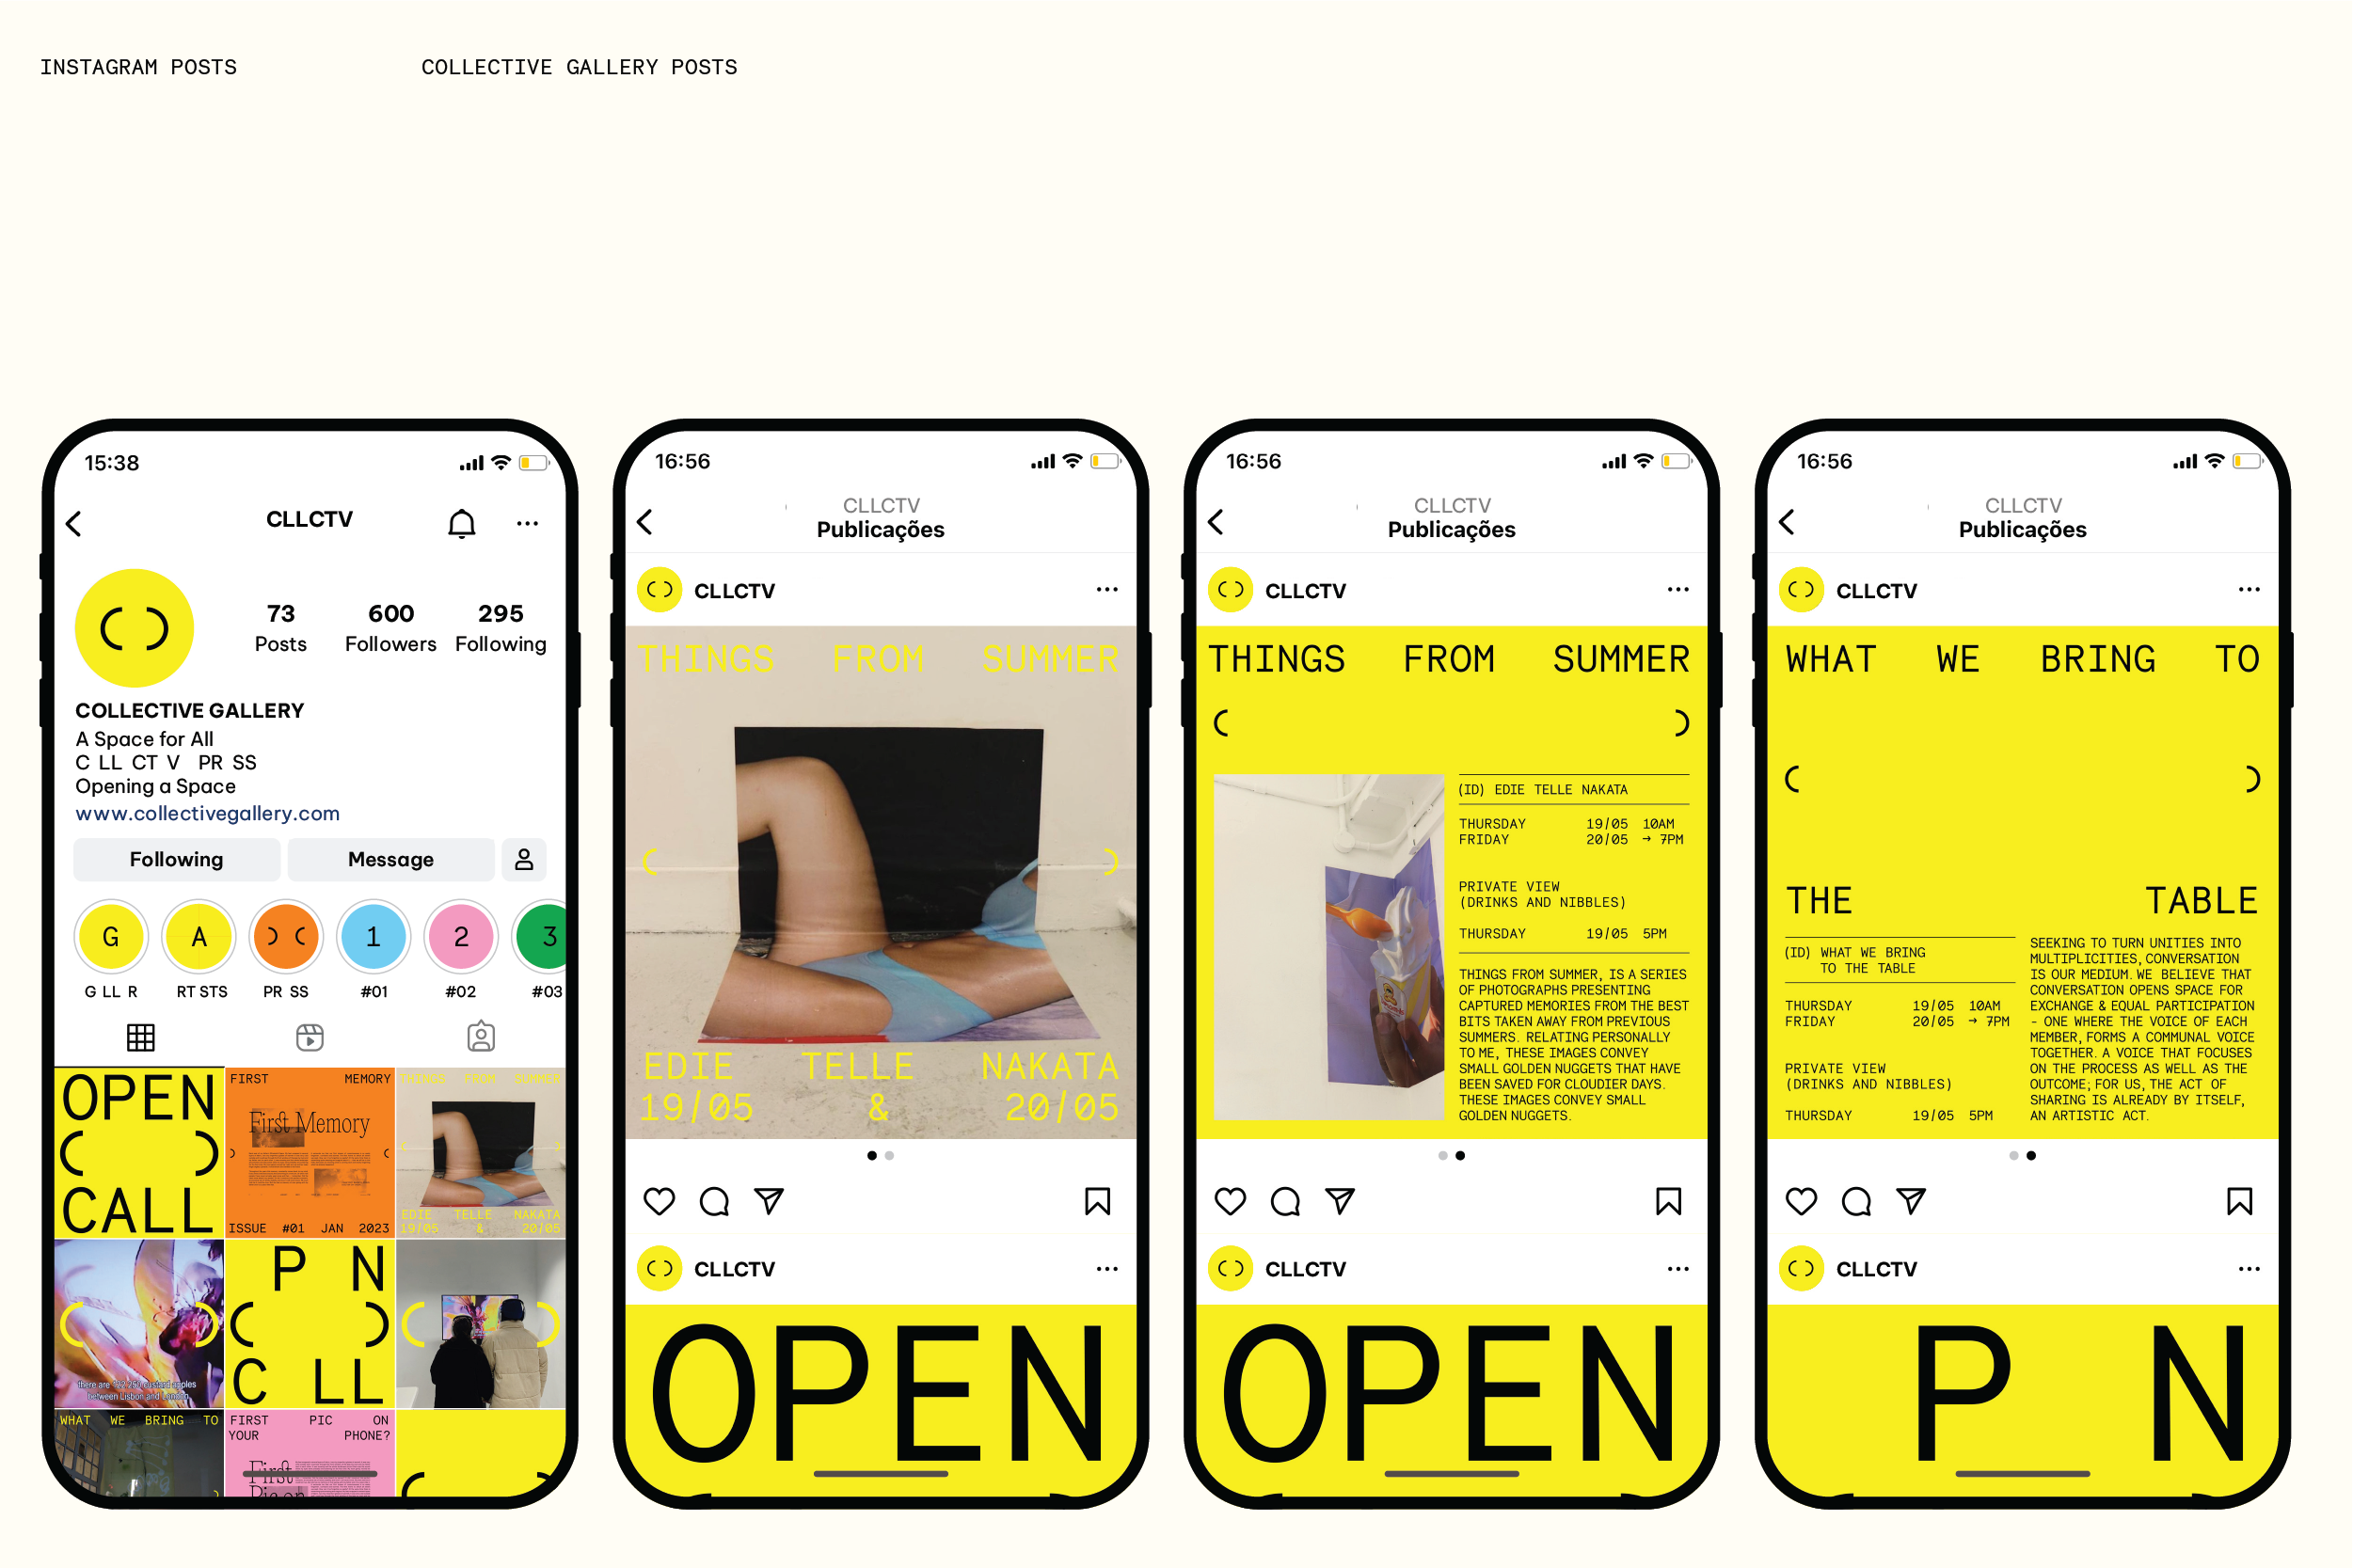 INSTAGRAM POSTS
COLLECTIVE GALLERY POSTS
15:38
CLLCTV
73
600
295
Posts
Followers
Following
COLLECTIVE GALLERY
A Space for All
C LL CT V PR SS
Opening a Space
www.collectivegallery.com
Following
Message
G
A
1
2
3
G LL R
RT STS
PR SS
#01
#02
#03
OPEN
CALL
FIRST MEMORY
First Memory
ISSUE #01 JAN 2023
THINGS FROM SUMMER
EDIE TELLE NAKATA
19/05 & 20/05
between Lisbon and London
P N
C LL
WHAT WE BRING TO
FIRST PIC ON
YOUR PHONE?
First
Pic on
16:56
CLLCTV
Publicações
CLLCTV
THINGS FROM SUMMER
EDIE TELLE NAKATA
19/05 & 20/05
CLLCTV
OPEN
16:56
CLLCTV
Publicações
CLLCTV
THINGS FROM SUMMER
(ID) EDIE TELLE NAKATA
THURSDAY 19/05 10AM
FRIDAY 20/05 → 7PM
PRIVATE VIEW
(DRINKS AND NIBBLES)
THURSDAY 19/05 5PM
THINGS FROM SUMMER, IS A SERIES
OF PHOTOGRAPHS PRESENTING
CAPTURED MEMORIES FROM THE BEST
BITS TAKEN AWAY FROM PREVIOUS
SUMMERS. RELATING PERSONALLY
TO ME, THESE IMAGES CONVEY
SMALL GOLDEN NUGGETS THAT HAVE
BEEN SAVED FOR CLOUDIER DAYS.
THESE IMAGES CONVEY SMALL
GOLDEN NUGGETS.
CLLCTV
OPEN
16:56
CLLCTV
Publicações
CLLCTV
WHAT WE BRING TO
THE TABLE
(ID) WHAT WE BRING
TO THE TABLE
THURSDAY 19/05 10AM
FRIDAY 20/05 → 7PM
PRIVATE VIEW
(DRINKS AND NIBBLES)
THURSDAY 19/05 5PM
SEEKING TO TURN UNITIES INTO
MULTIPLICITIES, CONVERSATION
IS OUR MEDIUM. WE BELIEVE THAT
CONVERSATION OPENS SPACE FOR
EXCHANGE & EQUAL PARTICIPATION
- ONE WHERE THE VOICE OF EACH
MEMBER, FORMS A COMMUNAL VOICE
TOGETHER. A VOICE THAT FOCUSES
ON THE PROCESS AS WELL AS THE
OUTCOME; FOR US, THE ACT OF
SHARING IS ALREADY BY ITSELF,
AN ARTISTIC ACT.
CLLCTV
P N